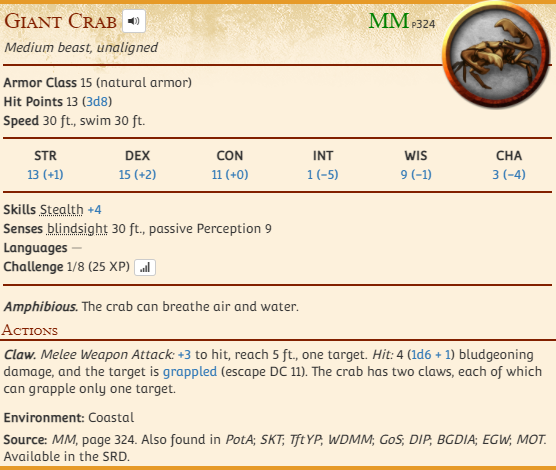 Giant Crab MM p324
Medium beast, unaligned
Armor Class 15 (natural armor)
Hit Points 13 (3d8)
Speed 30 ft., swim 30 ft.
STR DEX CON INT WIS CHA
13 (+1) 15 (+2) 11 (+0) 1 (−5) 9 (−1) 3 (−4)
Skills Stealth +4
Senses blindsight 30 ft., passive Perception 9
Languages —
Challenge 1/8 (25 XP)
Amphibious. The crab can breathe air and water.
Actions
Claw. Melee Weapon Attack: +3 to hit, reach 5 ft., one target. Hit: 4 (1d6 + 1) bludgeoning
damage, and the target is grappled (escape DC 11). The crab has two claws, each of which
can grapple only one target.
Environment: Coastal
Source: MM, page 324. Also found in PotA; SKT; TftYP; WDMM; GoS; DIP; BGDIA; EGW; MOT.
Available in the SRD.